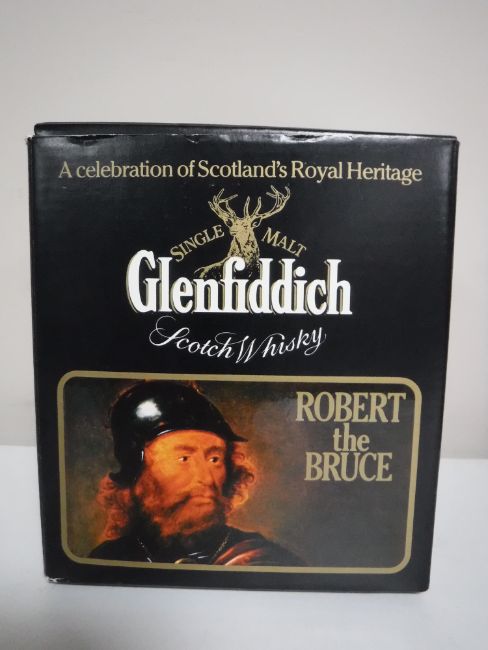 A celebration of Scotland's Royal Heritage
SINGLE MALT
Glenfiddich
Scotch Whisky
ROBERT
the
BRUCE